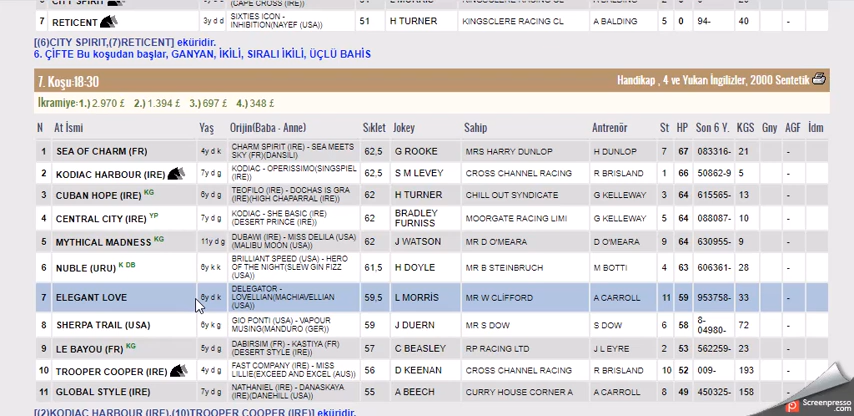 CITY SPIRIT
(CAPE CROSS (IRE))
7 RETICENT 3y d d SIXTIES ICON - INHIBITION(NAYEF (USA)) 51 H TURNER KINGSCLERE RACING CL A BALDING 5 0 94- 40
[(6)CITY SPIRIT,(7)RETICENT] eküridir.
6. ÇİFTE Bu koşudan başlar, GANYAN, İKİLİ, SIRALI İKİLİ, ÜÇLÜ BAHİS
7. Koşu:18:30 Handikap , 4 ve Yukarı İngilizler, 2000 Sentetik
İkramiye:1.) 2.970 £ 2.) 1.394 £ 3.) 697 £ 4.) 348 £
N At İsmi Yaş Orijin(Baba - Anne) Sıklet Jokey Sahip Antrenör St HP Son 6 Y. KGS Gny AGF İdm
1 SEA OF CHARM (FR) 4y d k CHARM SPIRIT (IRE) - SEA MEETS SKY (FR)(DANSILI) 62,5 G ROOKE MRS HARRY DUNLOP H DUNLOP 7 67 083316- 21 -
2 KODIAC HARBOUR (IRE) 7y d g KODIAC - OPERISSIMO(SINGSPIEL (IRE)) 62,5 S M LEVEY CROSS CHANNEL RACING R BRISLAND 1 66 50862-9 5 -
3 CUBAN HOPE (IRE) KG 6y d g TEOFILO (IRE) - DOCHAS IS GRA (IRE)(HIGH CHAPARRAL (IRE)) 62 H TURNER CHILL OUT SYNDICATE G KELLEWAY 3 64 615565- 13 -
4 CENTRAL CITY (IRE) YP 7y d g KODIAC - SHE BASIC (IRE)(DESERT PRINCE (IRE)) 62 BRADLEY FURNISS MOORGATE RACING LIMI G KELLEWAY 5 64 088087- 10 -
5 MYTHICAL MADNESS KG 11y d g DUBAWI (IRE) - MISS DELILA (USA)(MALIBU MOON (USA)) 62 J WATSON MR D O'MEARA D O'MEARA 9 64 630955- 9 -
6 NUBLE (URU) K DB 6y k k BRILLIANT SPEED (USA) - HERO OF THE NIGHT(SLEW GIN FIZZ (USA)) 61,5 H DOYLE MR B STEINBRUCH M BOTTI 4 63 606361- 28 -
7 ELEGANT LOVE 6y d k DELEGATOR - LOVELLIAN(MACHIAVELLIAN (USA)) 59,5 L MORRİS MR W CLİFFORD A CARROLL 11 59 953758- 33 -
8 SHERPA TRAIL (USA) 6y k g GIO PONTI (USA) - VAPOUR MUSING(MANDURO (GER)) 59 J DUERN MR S DOW S DOW 6 58 8-04980- 72 -
9 LE BAYOU (FR) KG 5y d g DABIRSIM (FR) - KASTIYA (FR)(DESERT STYLE (IRE)) 57 C BEASLEY RP RACING LTD J L EYRE 2 53 562259- 23 -
10 TROOPER COOPER (IRE) 4y d g FAST COMPANY (IRE) - MISS LILLIE(EXCEED AND EXCEL (AUS)) 56 D KEENAN CROSS CHANNEL RACING R BRISLAND 10 52 009- 193 -
11 GLOBAL STYLE (IRE) 7y d g NATHANIEL (IRE) - DANASKAYA (IRE)(DANEHILL (USA)) 55 A BEECH CURRY HOUSE CORNER A A CARROLL 8 49 450325- 158 -
[(2)KODIAC HARBOUR (IRE),(10)TROOPER COOPER (IRE)] eküridir.
Screenpresso
.com